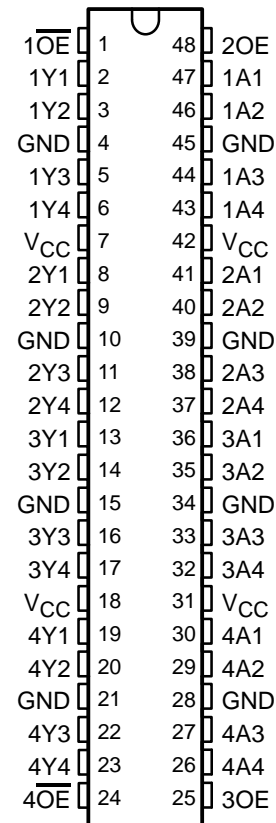 1O̅E̅ 1 48 2OE
1Y1 2 47 1A1
1Y2 3 46 1A2
GND 4 45 GND
1Y3 5 44 1A3
1Y4 6 43 1A4
VCC 7 42 VCC
2Y1 8 41 2A1
2Y2 9 40 2A2
GND 10 39 GND
2Y3 11 38 2A3
2Y4 12 37 2A4
3Y1 13 36 3A1
3Y2 14 35 3A2
GND 15 34 GND
3Y3 16 33 3A3
3Y4 17 32 3A4
VCC 18 31 VCC
4Y1 19 30 4A1
4Y2 20 29 4A2
GND 21 28 GND
4Y3 22 27 4A3
4Y4 23 26 4A4
4O̅E̅ 24 25 3OE